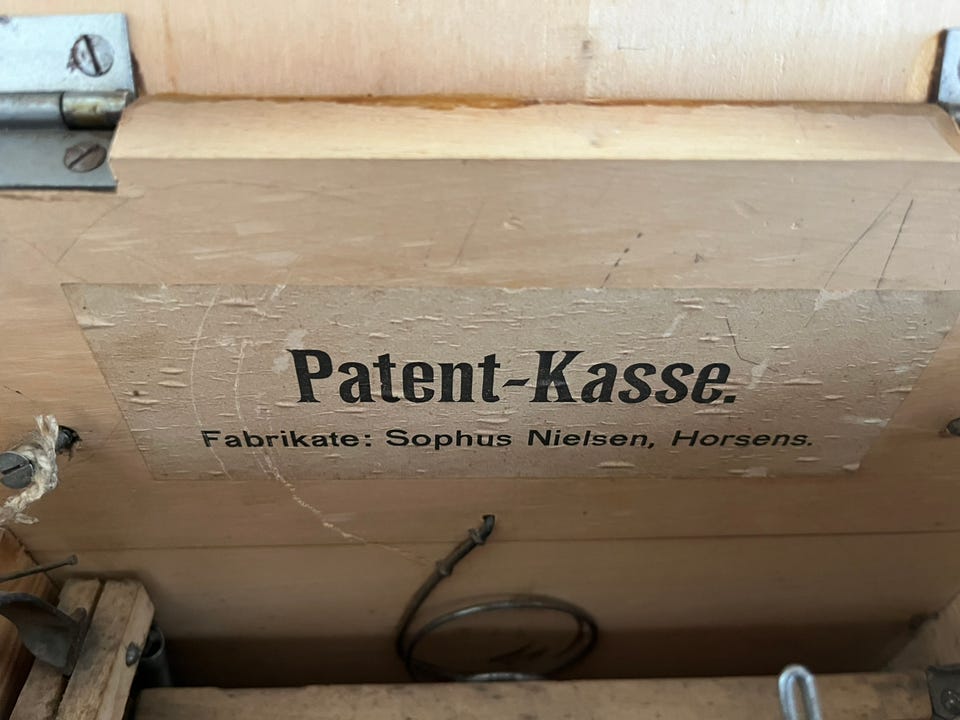 Patent-Kasse.
Fabrikate: Sophus Nielsen, Horsens.